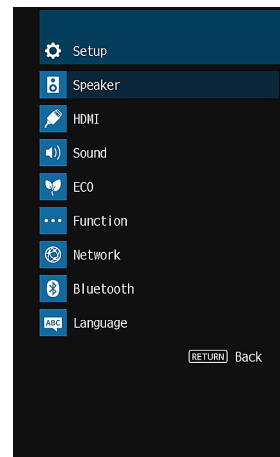 Setup
Speaker
HDMI
Sound
ECO
Function
Network
Bluetooth
ABC Language
RETURN Back